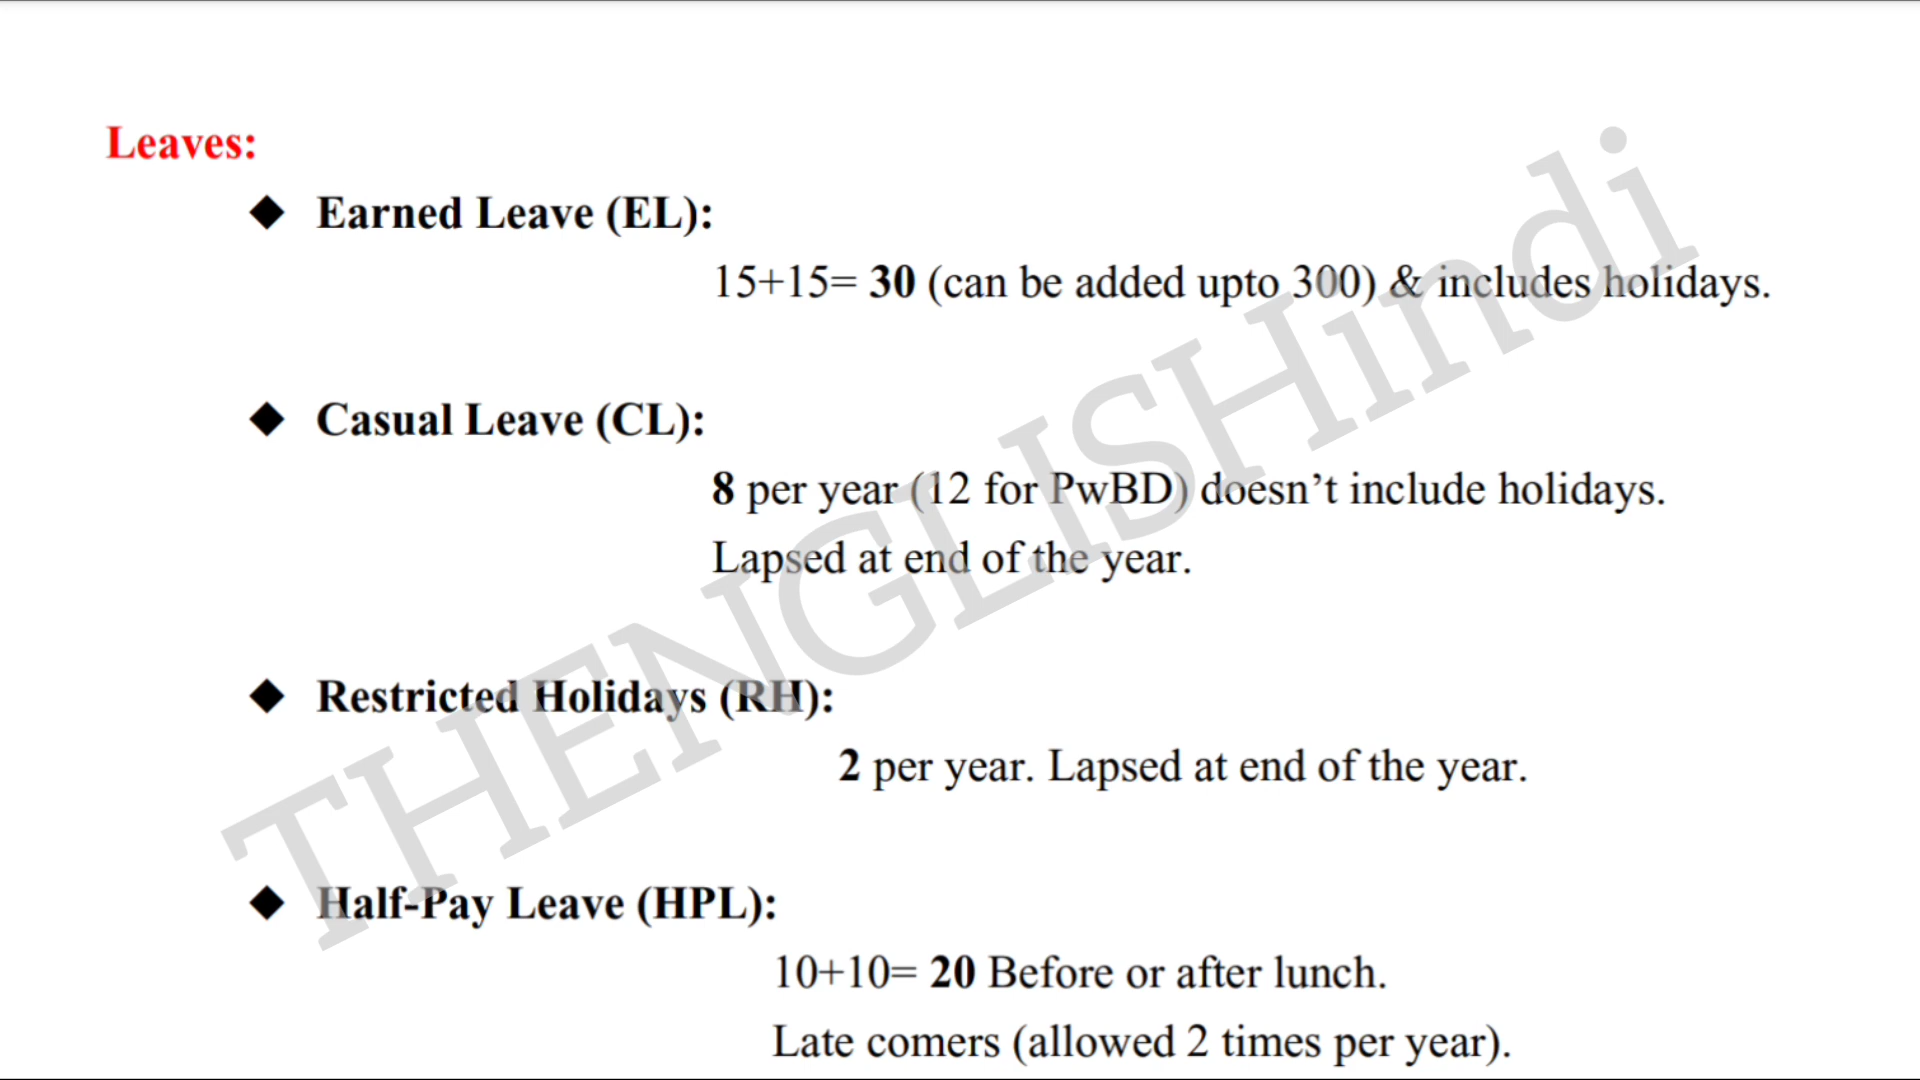 Leaves:
◆ Earned Leave (EL):
15+15= 30 (can be added upto 300) & includes holidays.
◆ Casual Leave (CL):
8 per year (12 for PwBD) doesn’t include holidays.
Lapsed at end of the year.
◆ Restricted Holidays (RH):
2 per year. Lapsed at end of the year.
◆ Half-Pay Leave (HPL):
10+10= 20 Before or after lunch.
Late comers (allowed 2 times per year).
THENGLISHindi